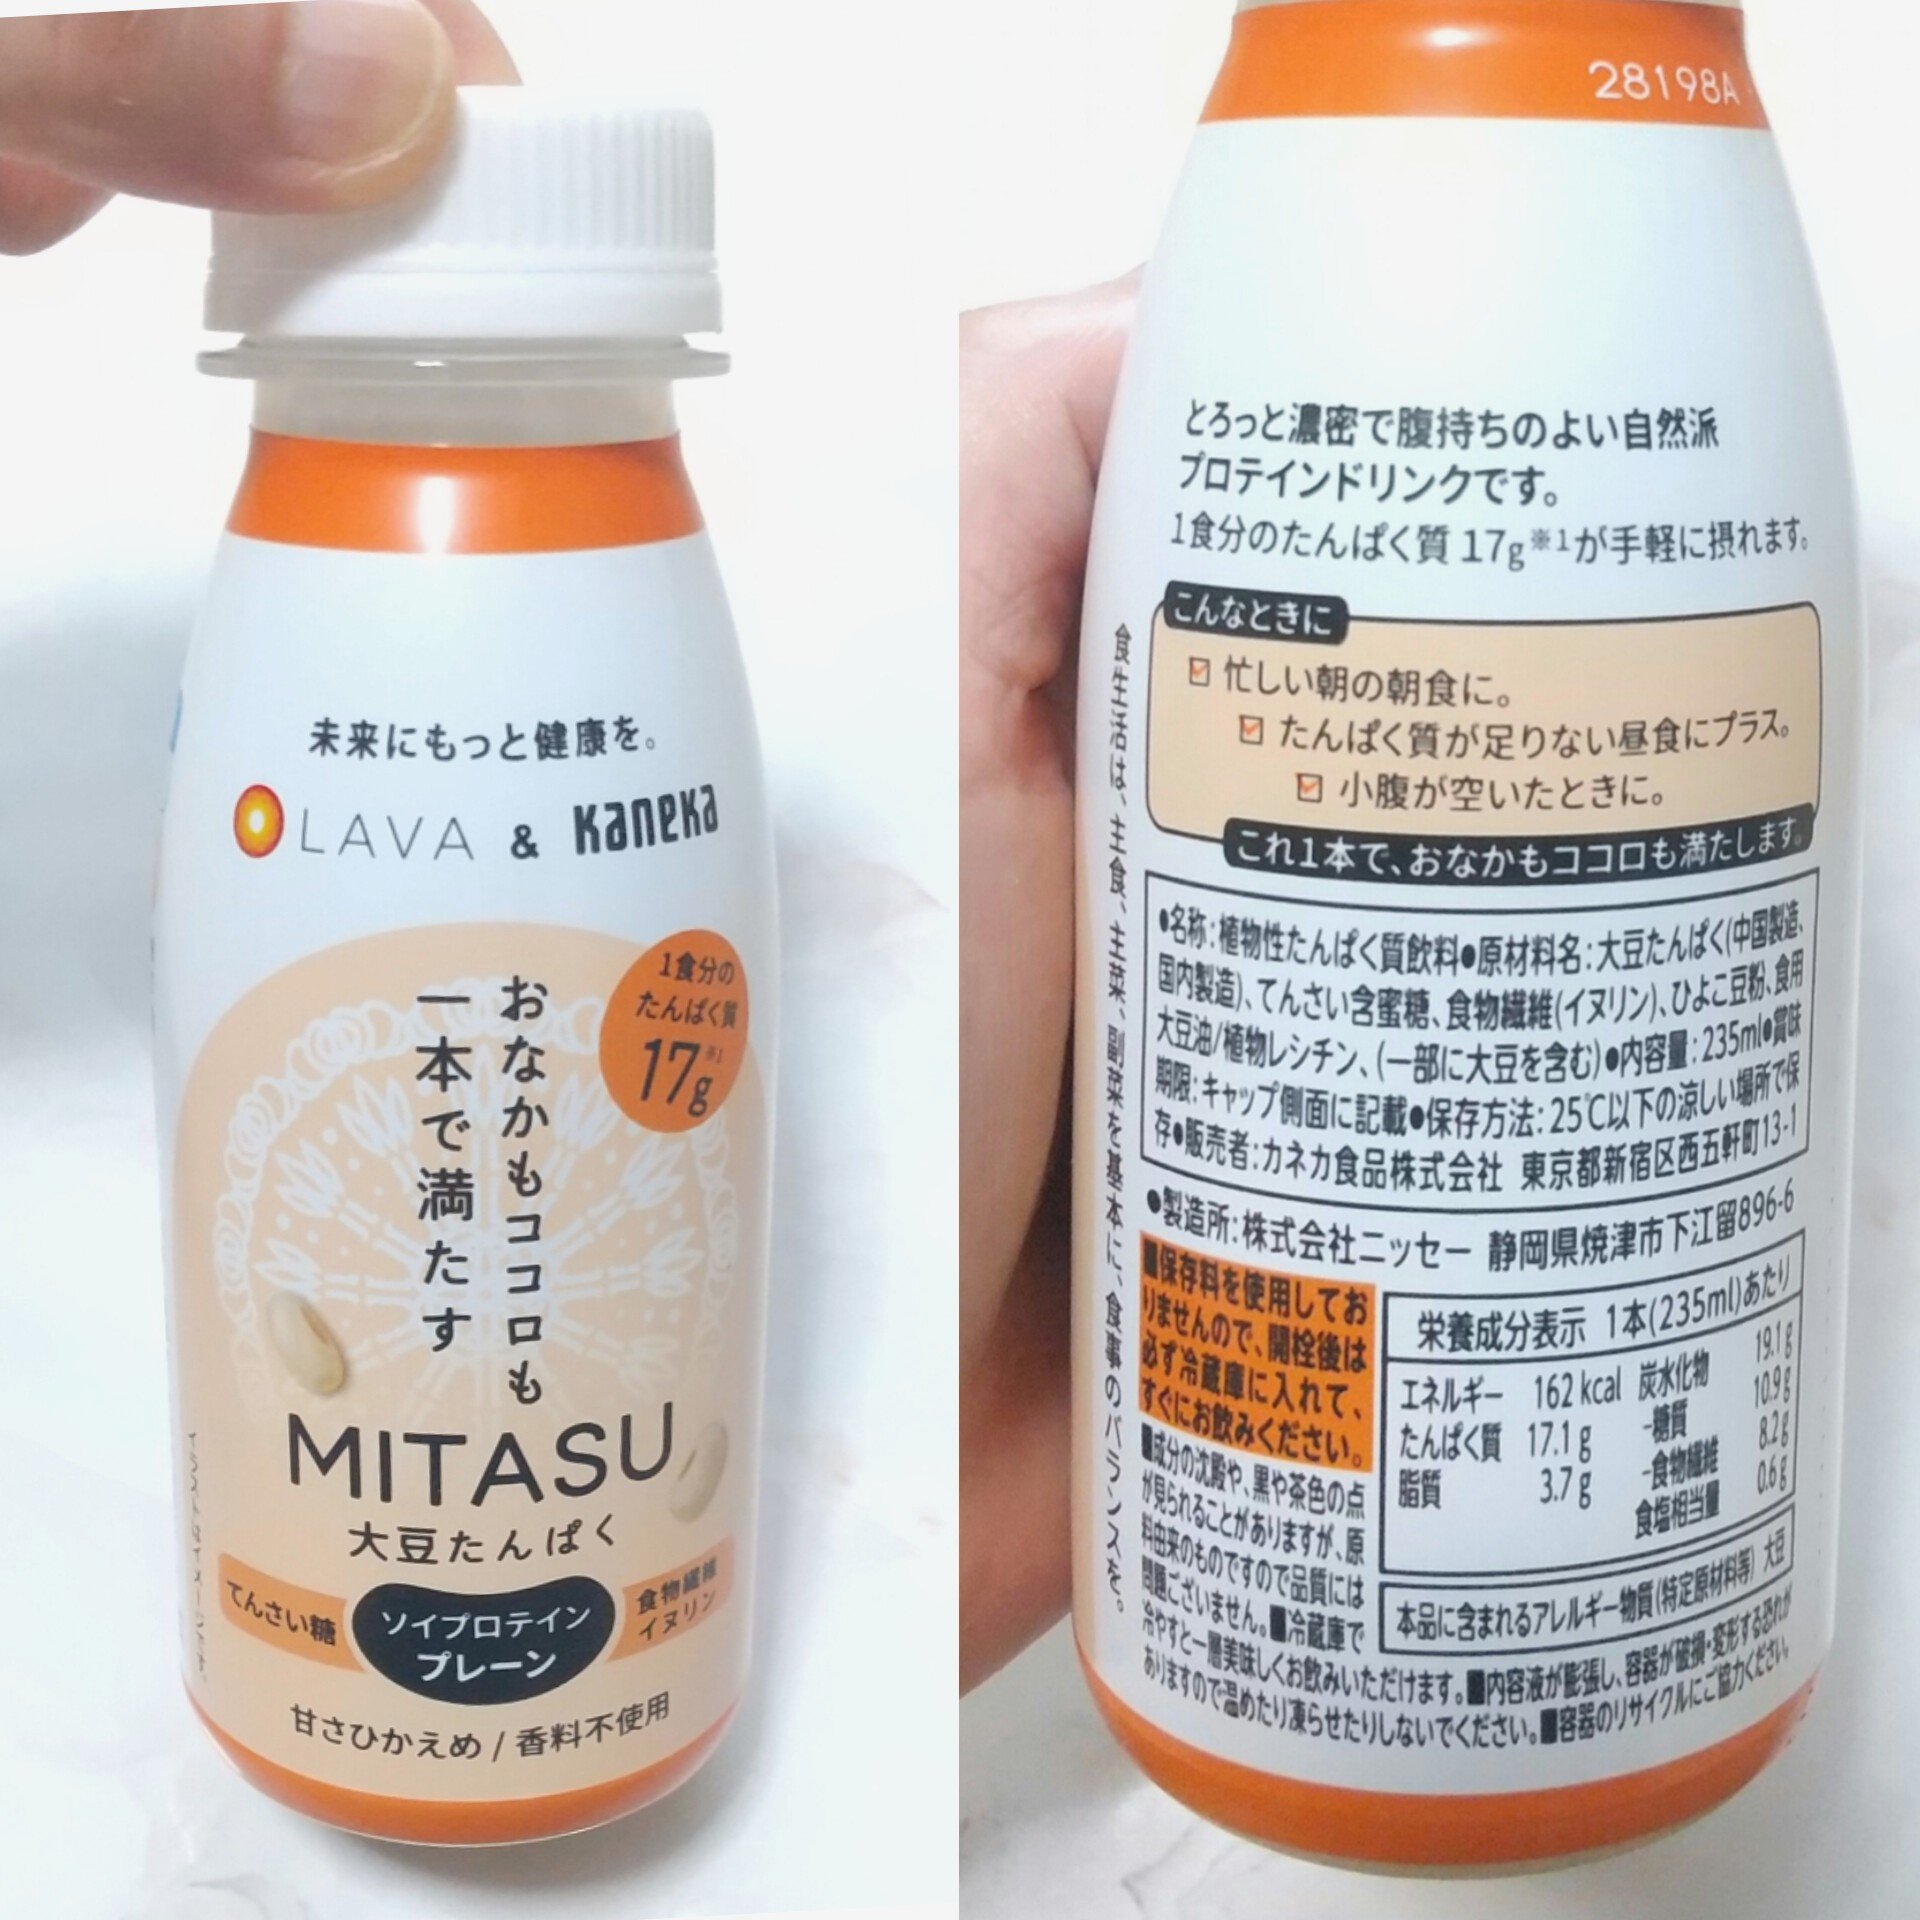 未来にもっと健康を。
LAVA & Kaneka
1食分の
たんぱく質
17g※1
おなかもココロも
一本で満たす
MITASU
大豆たんぱく
てんさい糖
ソイプロテイン
プレーン
食物繊維
イヌリン
甘さひかえめ/香料不使用
28198A
とろっと濃密で腹持ちのよい自然派
プロテインドリンクです。
1食分のたんぱく質 17g※1が手軽に摂れます。
こんなときに
忙しい朝の朝食に。
たんぱく質が足りない昼食にプラス。
小腹が空いたときに。
これ1本で、おなかもココロも満たします。
食生活は、主食、主菜、副菜を基本に、食事のバランスを。
●名称:植物性たんぱく質飲料●原材料名:大豆たんぱく(中国製造、
国内製造)、てんさい含蜜糖、食物繊維(イヌリン)、ひよこ豆粉、食用
大豆油/植物レシチン、(一部に大豆を含む)●内容量:235ml●賞味
期限:キャップ側面に記載●保存方法:25℃以下の涼しい場所で保
存●販売者:カネカ食品株式会社 東京都新宿区西五軒町13-1
●製造所:株式会社ニッセー 静岡県焼津市下江留896-6
■保存料を使用してお
りませんので、開栓後は
必ず冷蔵庫に入れて、
すぐにお飲みください。
■成分の沈殿や、黒や茶色の点
が見られることがありますが、原
料由来のものですので品質には
問題ございません。■冷蔵庫で
冷やすと一層美味しくお飲みいただけます。■内容液が膨張し、容器が破損・変形する恐れが
ありますので温めたり凍らせたりしないでください。■容器のリサイクルにご協力ください。
栄養成分表示 1本(235ml)あたり
エネルギー 162 kcal
たんぱく質 17.1 g
脂質 3.7 g
炭水化物 19.1 g
-糖質 10.9 g
-食物繊維 8.2 g
食塩相当量 0.6 g
本品に含まれるアレルギー物質(特定原材料等) 大豆